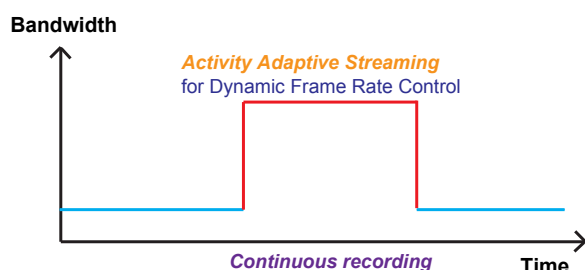 Bandwidth
Activity Adaptive Streaming
for Dynamic Frame Rate Control
Continuous recording
Time